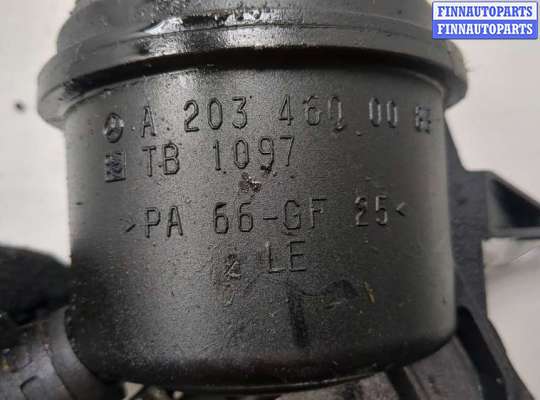 FINNAUTOPARTS
FINNAUTOPARTS
A 203 460 00
TB 1097
>PA 66-GF 25<
LE